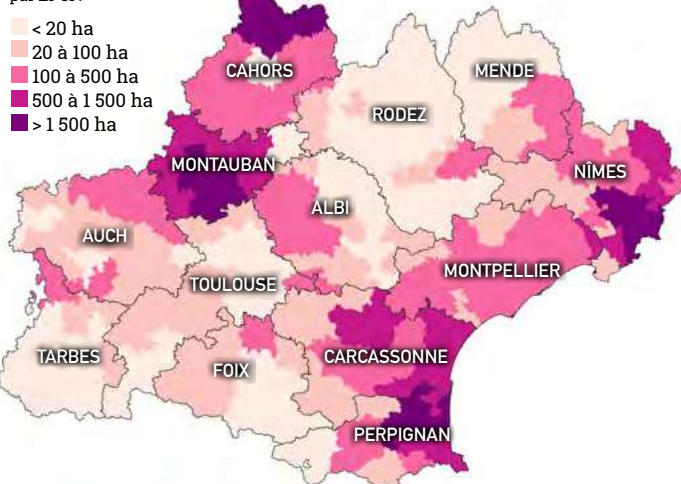 < 20 ha
20 à 100 ha
100 à 500 ha
500 à 1 500 ha
> 1 500 ha
CAHORS
MENDE
RODEZ
MONTAUBAN
NÎMES
ALBI
AUCH
MONTPELLIER
TOULOUSE
TARBES
FOIX
CARCASSONNE
PERPIGNAN